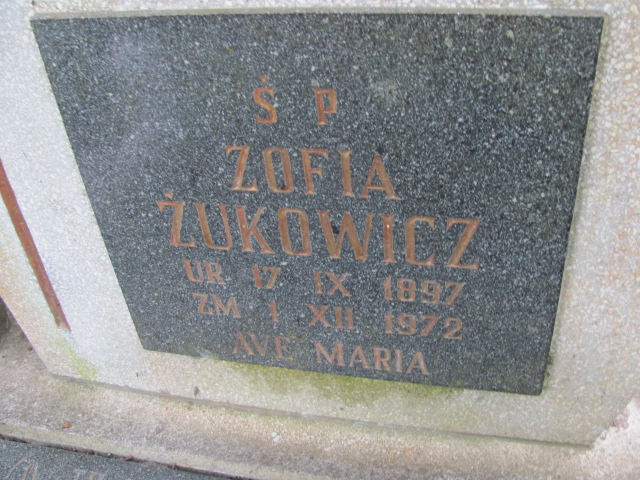 Ś P
ZOFIA
ŻUKOWICZ
UR 17 IX 1897
ZM 1 XII 1972
AVE MARIA